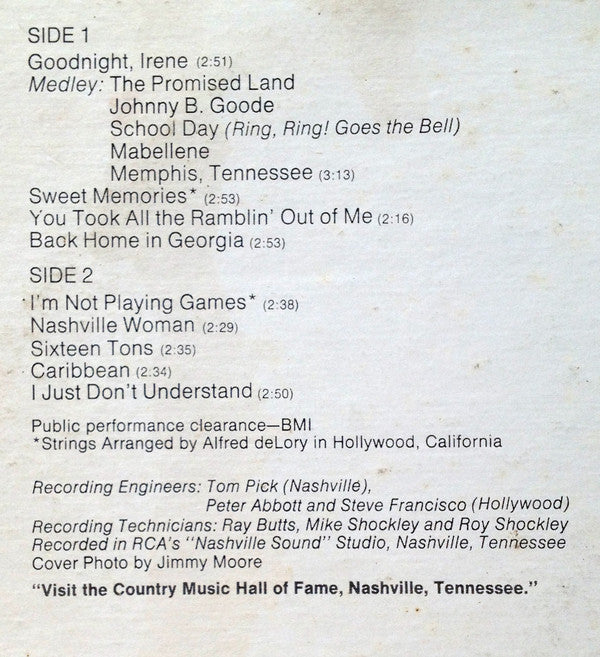 SIDE 1
Goodnight, Irene (2:51)
Medley: The Promised Land
Johnny B. Goode
School Day (Ring, Ring! Goes the Bell)
Mabellene
Memphis, Tennessee (3:13)
Sweet Memories* (2:53)
You Took All the Ramblin' Out of Me (2:16)
Back Home in Georgia (2:53)
SIDE 2
I'm Not Playing Games* (2:38)
Nashville Woman (2:29)
Sixteen Tons (2:35)
Caribbean (2:34)
I Just Don't Understand (2:50)
Public performance clearance—BMI
*Strings Arranged by Alfred deLory in Hollywood, California
Recording Engineers: Tom Pick (Nashville),
Peter Abbott and Steve Francisco (Hollywood)
Recording Technicians: Ray Butts, Mike Shockley and Roy Shockley
Recorded in RCA's "Nashville Sound" Studio, Nashville, Tennessee
Cover Photo by Jimmy Moore
"Visit the Country Music Hall of Fame, Nashville, Tennessee."